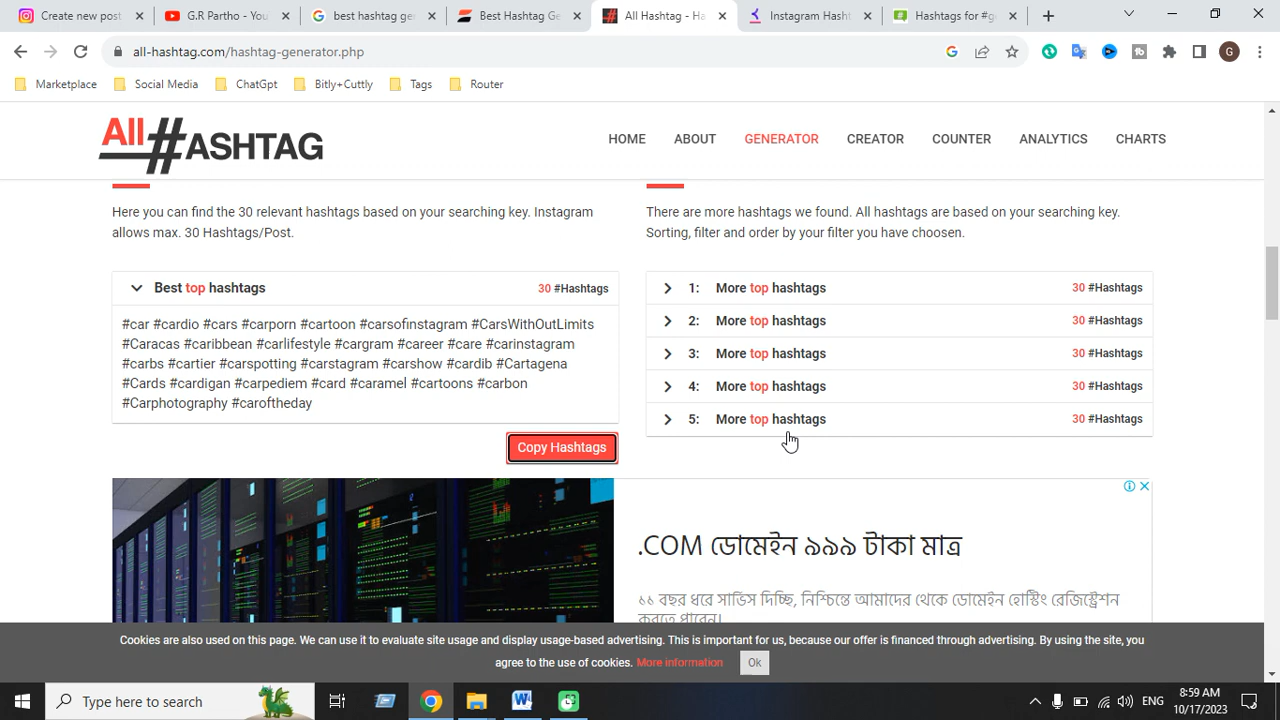 Create new post
G.R Partho - You
best hashtag gen
Best Hashtag Ge
All Hashtag - Ha
Instagram Hasht
Hashtags for #g
all-hashtag.com/hashtag-generator.php
G
Marketplace
Social Media
ChatGpt
Bitly+Cuttly
Tags
Router
All #ASHTAG
HOME
ABOUT
GENERATOR
CREATOR
COUNTER
ANALYTICS
CHARTS
Here you can find the 30 relevant hashtags based on your searching key. Instagram
allows max. 30 Hashtags/Post.
There are more hashtags we found. All hashtags are based on your searching key.
Sorting, filter and order by your filter you have choosen.
Best top hashtags
30 #Hashtags
#car #cardio #cars #carporn #cartoon #carsofinstagram #CarsWithOutLimits
#Caracas #caribbean #carlifestyle #cargram #career #care #carinstagram
#carbs #cartier #carspotting #carstagram #carshow #cardib #Cartagena
#Cards #cardigan #carpediem #card #caramel #cartoons #carbon
#Carphotography #caroftheday
Copy Hashtags
1: More top hashtags 30 #Hashtags
2: More top hashtags 30 #Hashtags
3: More top hashtags 30 #Hashtags
4: More top hashtags 30 #Hashtags
5: More top hashtags 30 #Hashtags
.COM ডোমেইন ৯৯৯ টাকা মাত্র
১১ বছর ধরে সার্ভিস দিচ্ছি, নিশ্চিন্তে আমাদের থেকে ডোমেইন হোস্টিং রেজিস্ট্রেশন
করতে পারেন।
Cookies are also used on this page. We can use it to evaluate site usage and display usage-based advertising. This is important for us, because our offer is financed through advertising. By using the site, you
agree to the use of cookies. More information
Ok
Type here to search
ENG
8:59 AM
10/17/2023